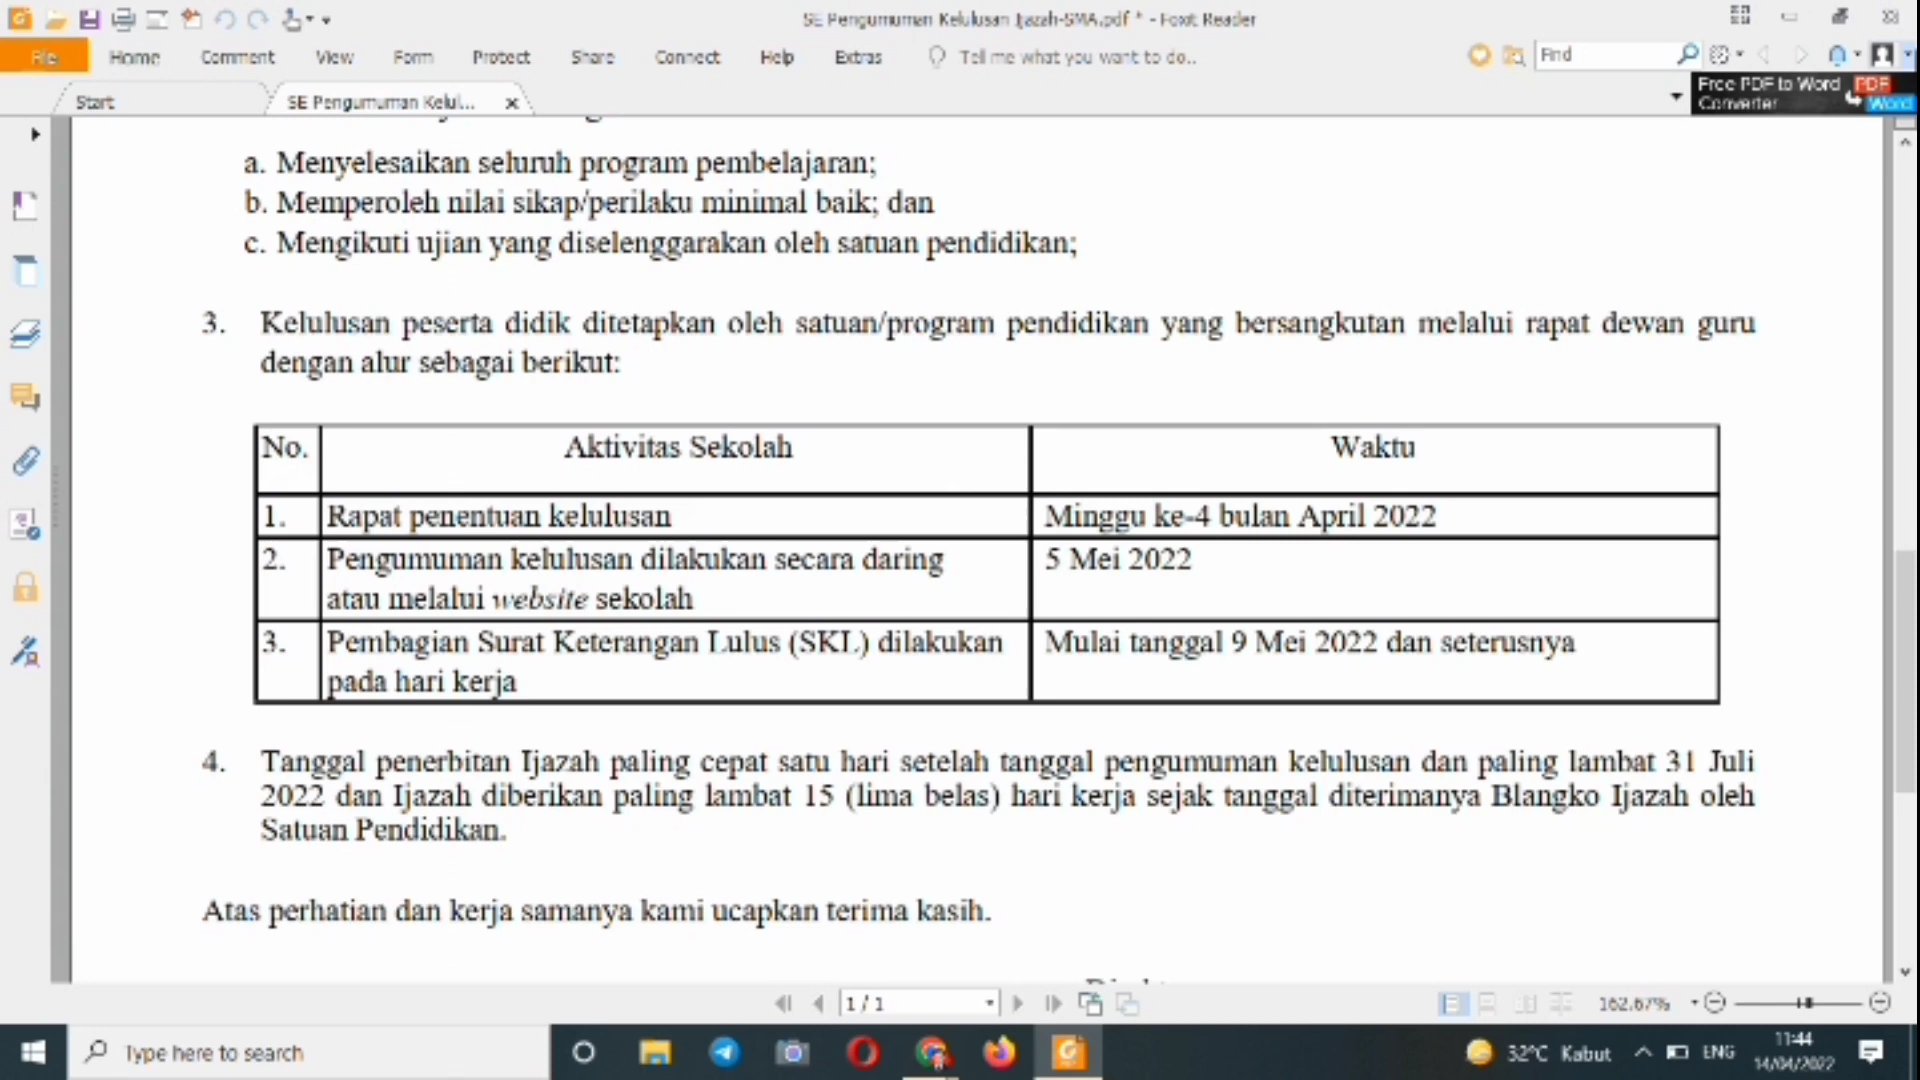 SE Pengumuman Kelulusan Ijazah-SMA.pdf * - Foxit Reader
File Home Comment View Form Protect Share Connect Help Extras Tell me what you want to do.. Find
Start SE Pengumuman Kelul... x
Free PDF to Word
Converter
PDF
Word
a. Menyelesaikan seluruh program pembelajaran;
b. Memperoleh nilai sikap/perilaku minimal baik; dan
c. Mengikuti ujian yang diselenggarakan oleh satuan pendidikan;
3. Kelulusan peserta didik ditetapkan oleh satuan/program pendidikan yang bersangkutan melalui rapat dewan guru
dengan alur sebagai berikut:
No. Aktivitas Sekolah Waktu
1. Rapat penentuan kelulusan Minggu ke-4 bulan April 2022
2. Pengumuman kelulusan dilakukan secara daring 5 Mei 2022
atau melalui website sekolah
3. Pembagian Surat Keterangan Lulus (SKL) dilakukan Mulai tanggal 9 Mei 2022 dan seterusnya
pada hari kerja
4. Tanggal penerbitan Ijazah paling cepat satu hari setelah tanggal pengumuman kelulusan dan paling lambat 31 Juli
2022 dan Ijazah diberikan paling lambat 15 (lima belas) hari kerja sejak tanggal diterimanya Blangko Ijazah oleh
Satuan Pendidikan.
Atas perhatian dan kerja samanya kami ucapkan terima kasih.
1 / 1 162.67%
Type here to search 32°C Kabut ENG 11:44
14/04/2022